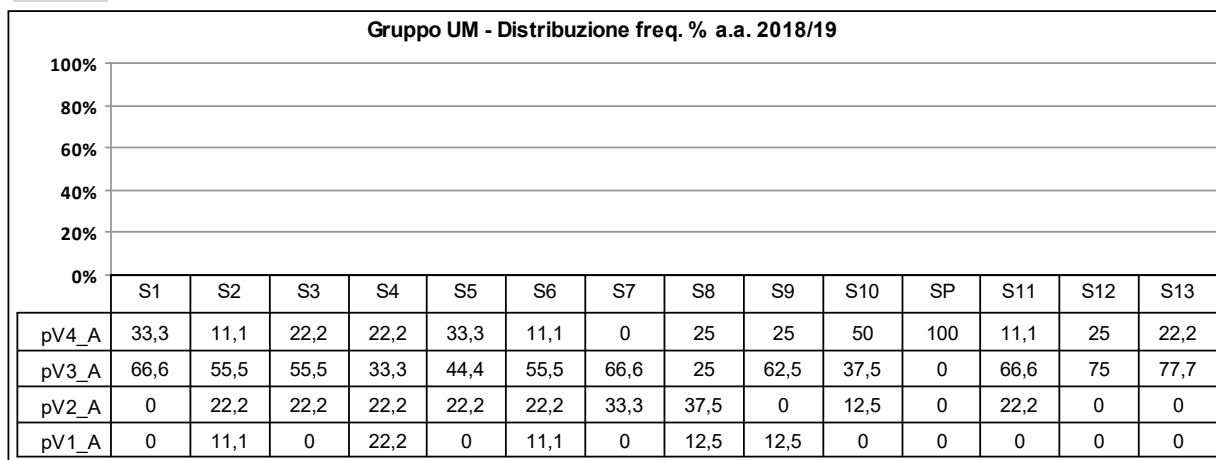 Gruppo UM - Distribuzione freq. % a.a. 2018/19
100%
80%
60%
40%
20%
0%
S1 S2 S3 S4 S5 S6 S7 S8 S9 S10 SP S11 S12 S13
pV4_A 33,3 11,1 22,2 22,2 33,3 11,1 0 25 25 50 100 11,1 25 22,2
pV3_A 66,6 55,5 55,5 33,3 44,4 55,5 66,6 25 62,5 37,5 0 66,6 75 77,7
pV2_A 0 22,2 22,2 22,2 22,2 22,2 33,3 37,5 0 12,5 0 22,2 0 0
pV1_A 0 11,1 0 22,2 0 11,1 0 12,5 12,5 0 0 0 0 0